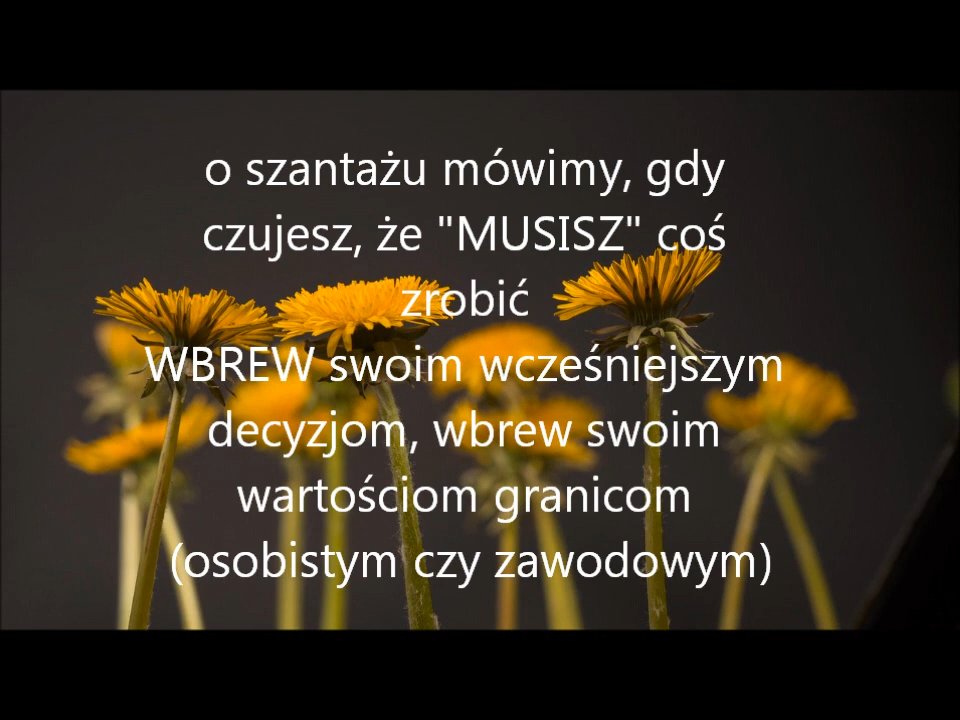 o szantażu mówimy, gdy
czujesz, że "MUSISZ" coś
zrobić
WBREW swoim wcześniejszym
decyzjom, wbrew swoim
wartościom granicom
(osobistym czy zawodowym)